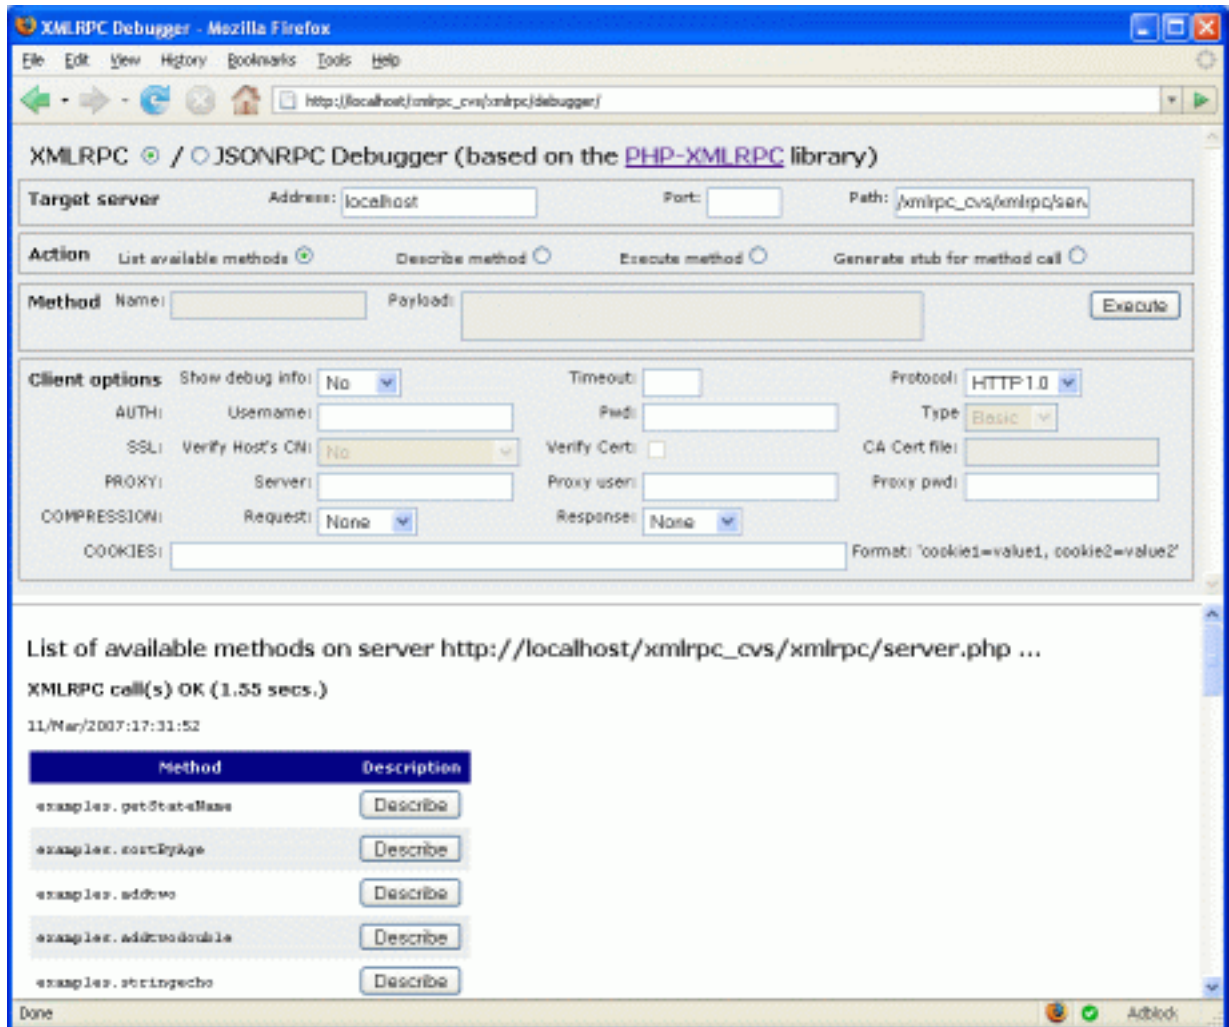 XMLRPC Debugger - Mozilla Firefox
File Edit View History Bookmarks Tools Help
http://localhost/xmlrpc_cvs/xmlrpc/debugger/
XMLRPC / JSONRPC Debugger (based on the PHP-XMLRPC library)
Target server Address: localhost Port: Path: /xmlrpc_cvs/xmlrpc/serv
Action List available methods Describe method Execute method Generate stub for method call
Method Name: Payload: Execute
Client options Show debug info: No Timeout: Protocol: HTTP 1.0
AUTH: Username: Pwd: Type Basic
SSL: Verify Host's CN: No Verify Cert: CA Cert file:
PROXY: Server: Proxy user: Proxy pwd:
COMPRESSION: Request: None Response: None
COOKIES: Format: 'cookie1=value1, cookie2=value2'
List of available methods on server http://localhost/xmlrpc_cvs/xmlrpc/server.php ...
XMLRPC call(s) OK (1.55 secs.)
11/Mar/2007:17:31:52
Method Description
examples.getStateName Describe
examples.sortByAge Describe
examples.addtwo Describe
examples.addtwodouble Describe
examples.stringecho Describe
Done Adblock